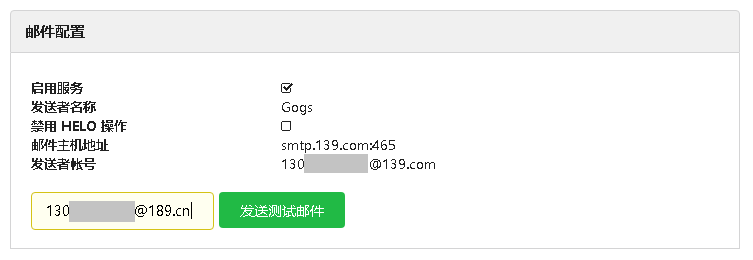 邮件配置
启用服务
发送者名称 Gogs
禁用 HELO 操作
邮件主机地址 smtp.139.com:465
发送者帐号 130 @139.com
130 @189.cn 发送测试邮件